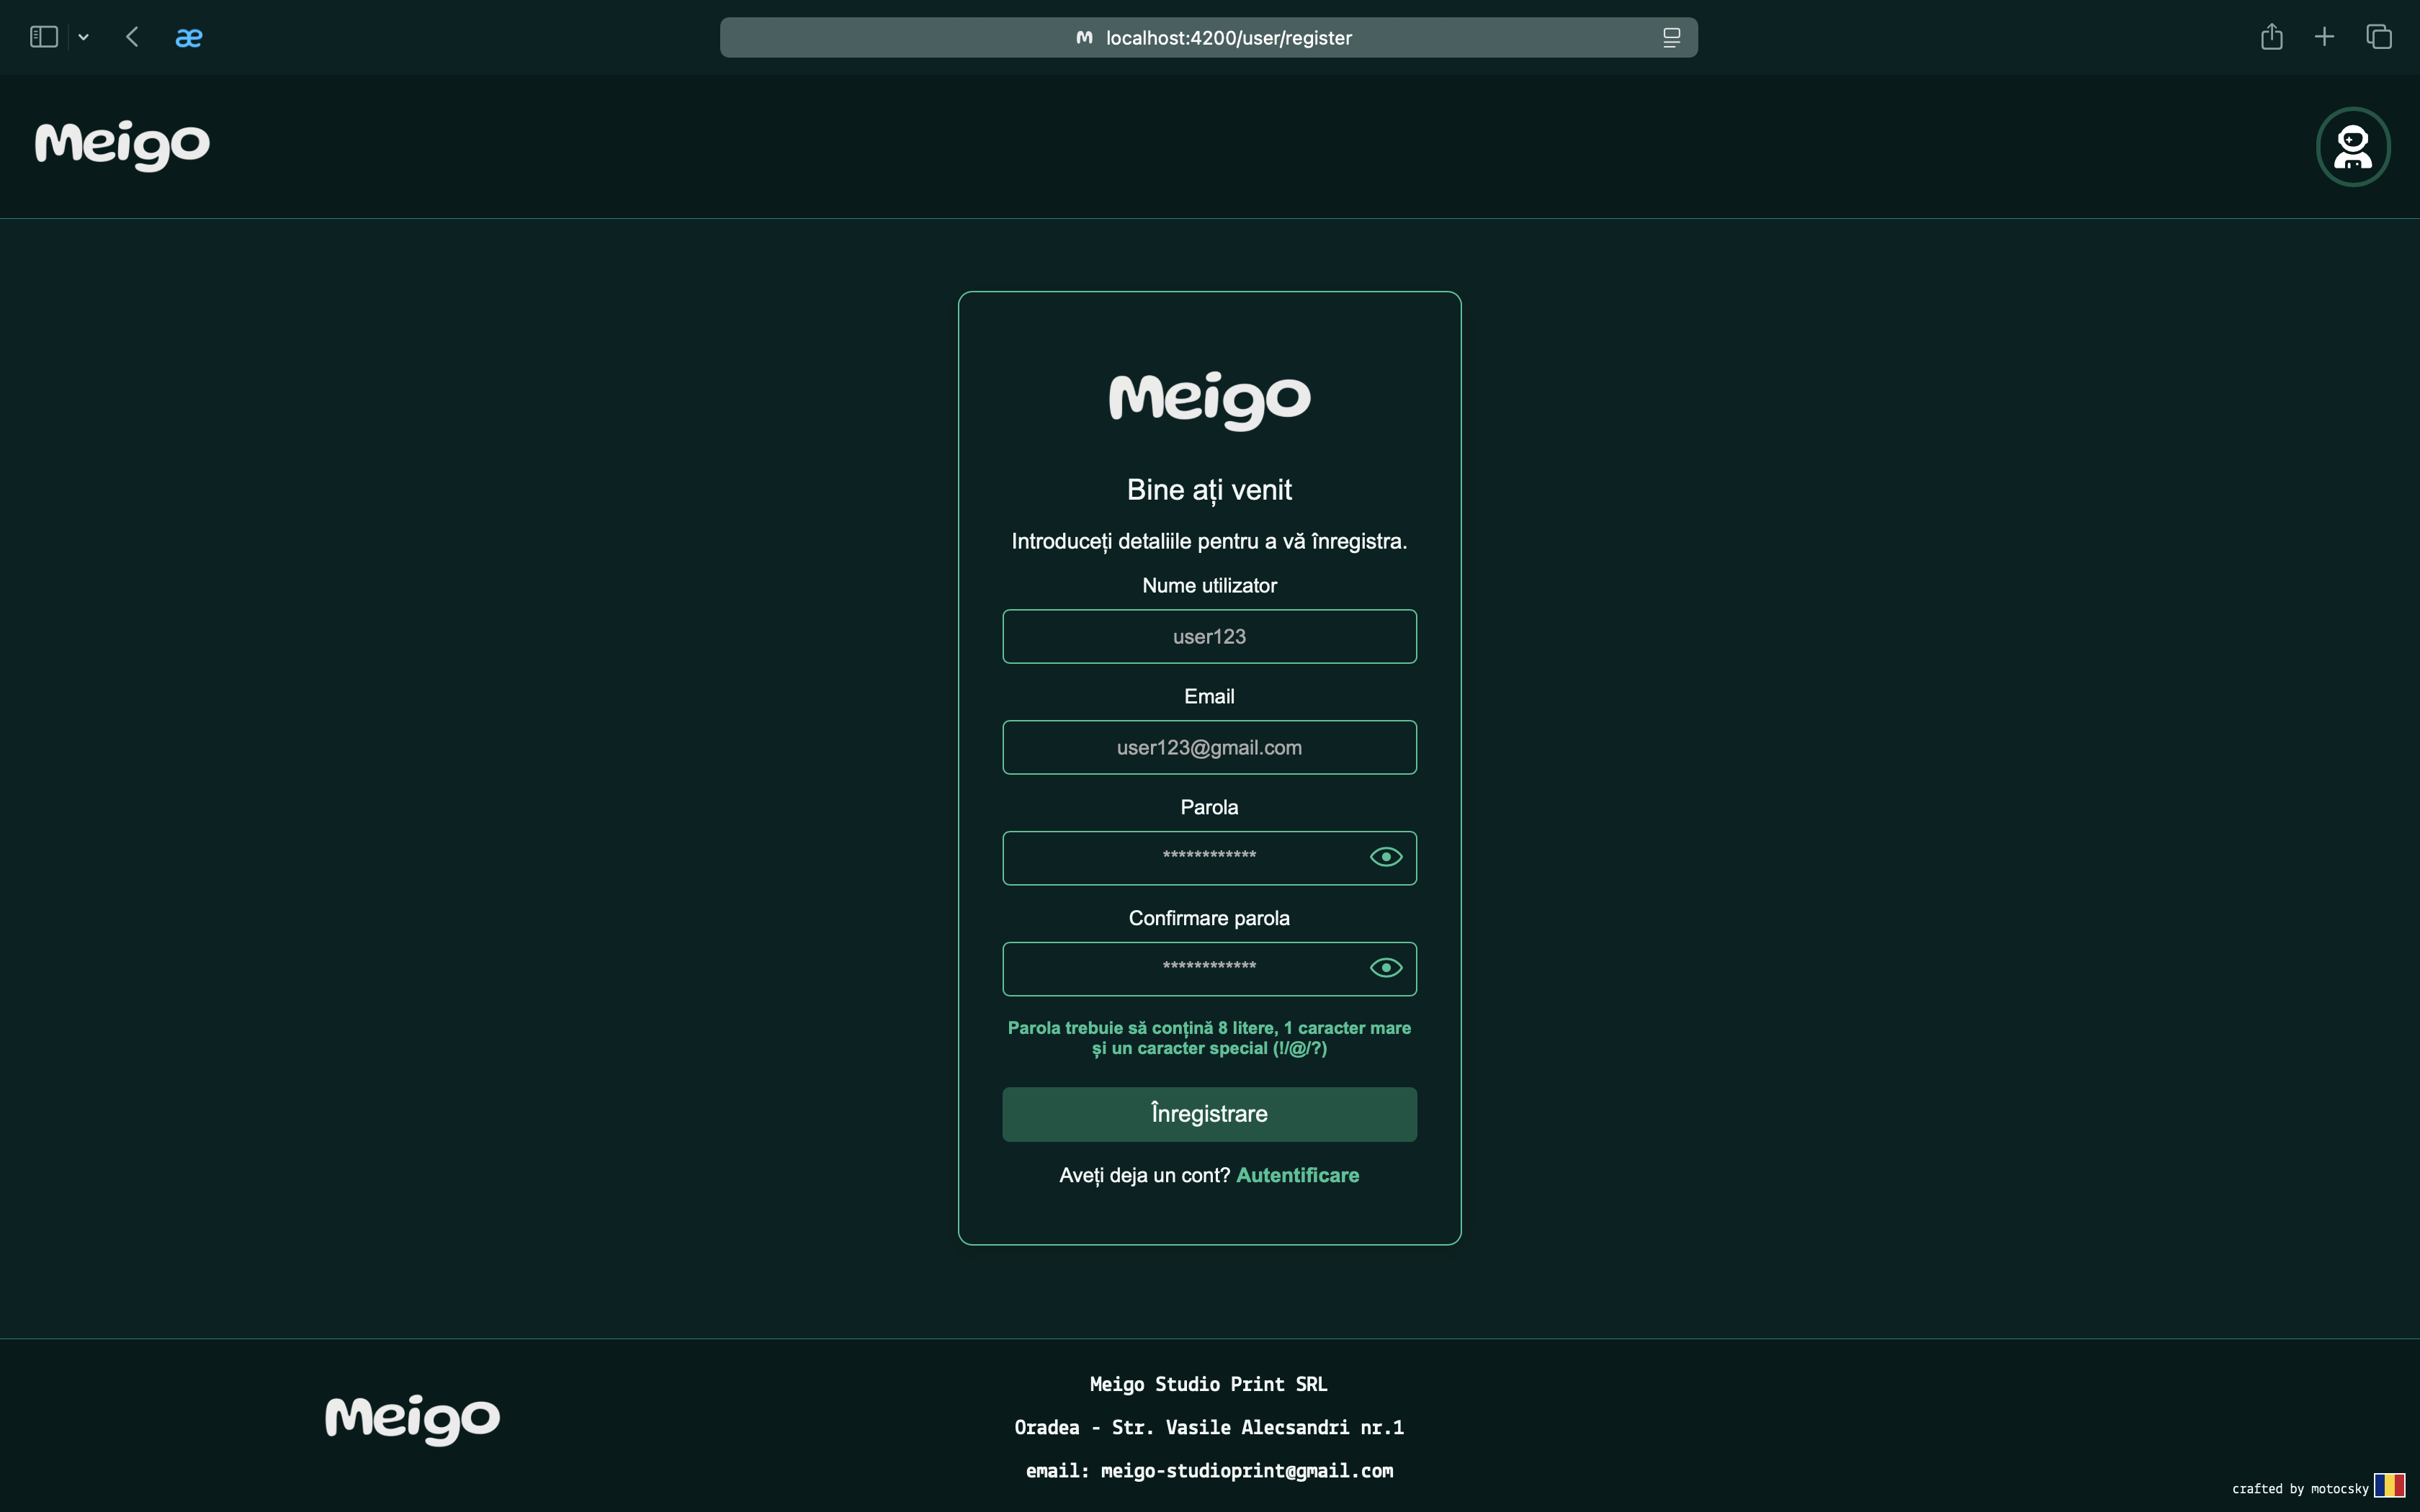 æ
M localhost:4200/user/register
Meigo
Meigo
Bine ați venit
Introduceți detaliile pentru a vă înregistra.
Nume utilizator
user123
Email
user123@gmail.com
Parola
************
Confirmare parola
************
Parola trebuie să conțină 8 litere, 1 caracter mare
și un caracter special (!/@/?)
Înregistrare
Aveți deja un cont? Autentificare
Meigo
Meigo Studio Print SRL
Oradea - Str. Vasile Alecsandri nr.1
email: meigo-studioprint@gmail.com
crafted by motocsky